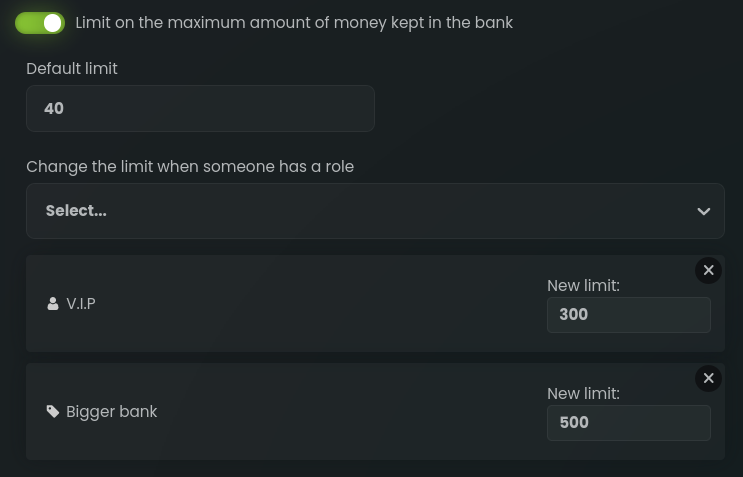 Limit on the maximum amount of money kept in the bank
Default limit
40
Change the limit when someone has a role
Select...
V.I.P
New limit:
300
Bigger bank
New limit:
500